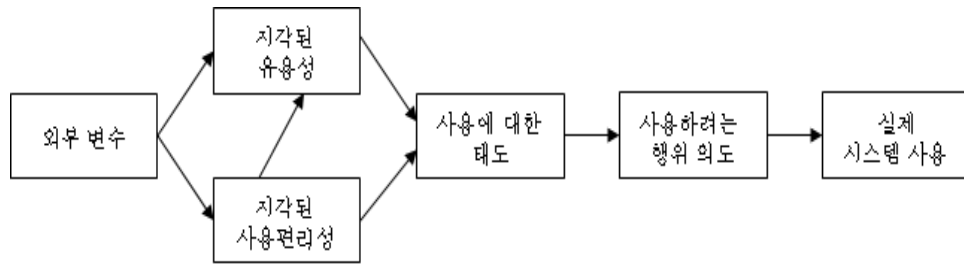 지각된
유용성
외부 변수
사용에 대한
태도
사용하려는
행위 의도
실제
시스템 사용
지각된
사용편리성